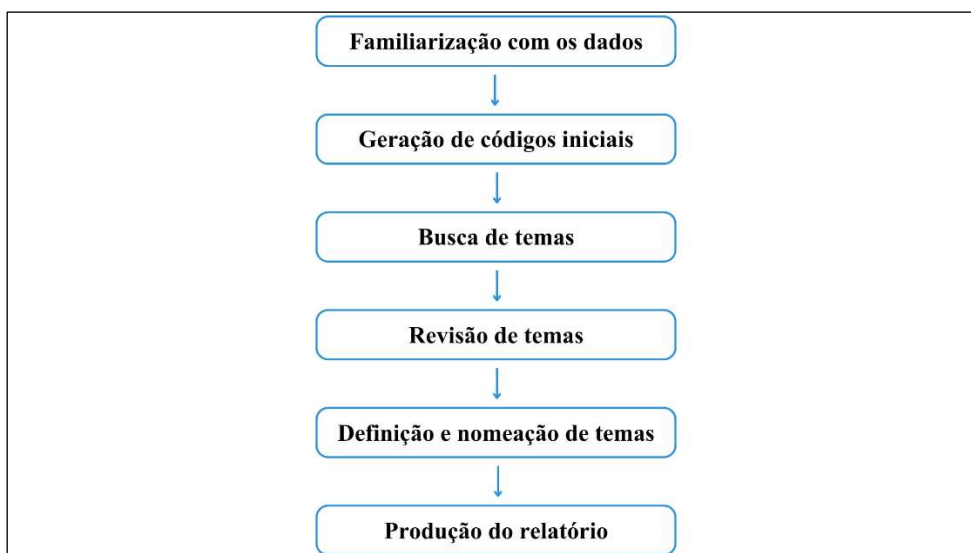 Familiarização com os dados
Geração de códigos iniciais
Busca de temas
Revisão de temas
Definição e nomeação de temas
Produção do relatório